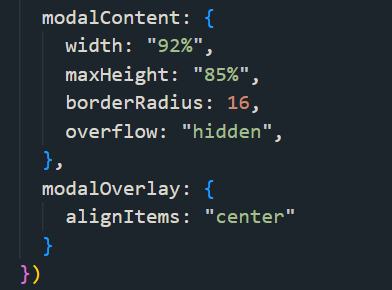 modalContent: {
width: "92%",
maxHeight: "85%",
borderRadius: 16,
overflow: "hidden",
},
modalOverlay: {
alignItems: "center"
}
})